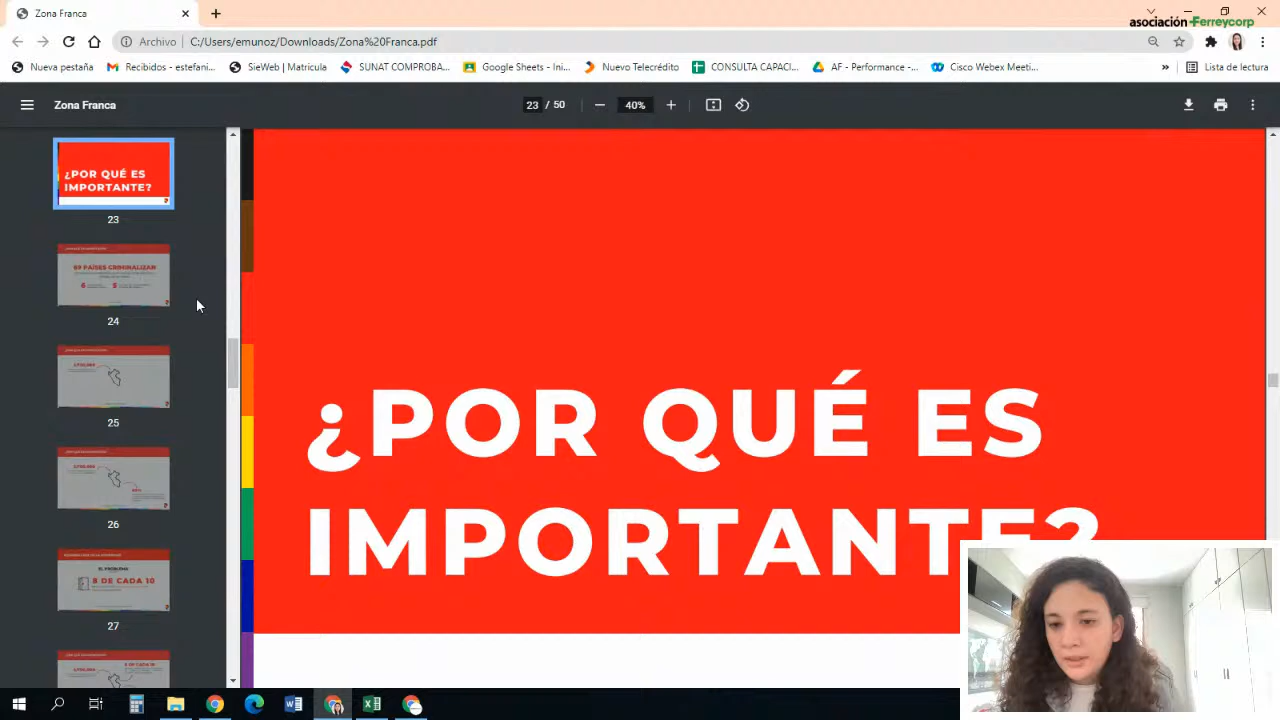 Zona Franca
asociación Ferreycorp
Archivo
C:/Users/emunoz/Downloads/Zona%20Franca.pdf
Nueva pestaña
Recibidos - estefani...
SieWeb | Matricula
SUNAT COMPROBA...
Google Sheets - Ini...
Nuevo Telecrédito
CONSULTA CAPACI...
AF - Performance -...
Cisco Webex Meeti...
»
Lista de lectura
Zona Franca
23 / 50
40%
¿POR QUÉ ES
IMPORTANTE?
23
69 PAÍSES CRIMINALIZAN
24
25
26
8 DE CADA 10
27
¿POR QUÉ ES
IMPORTANTE?